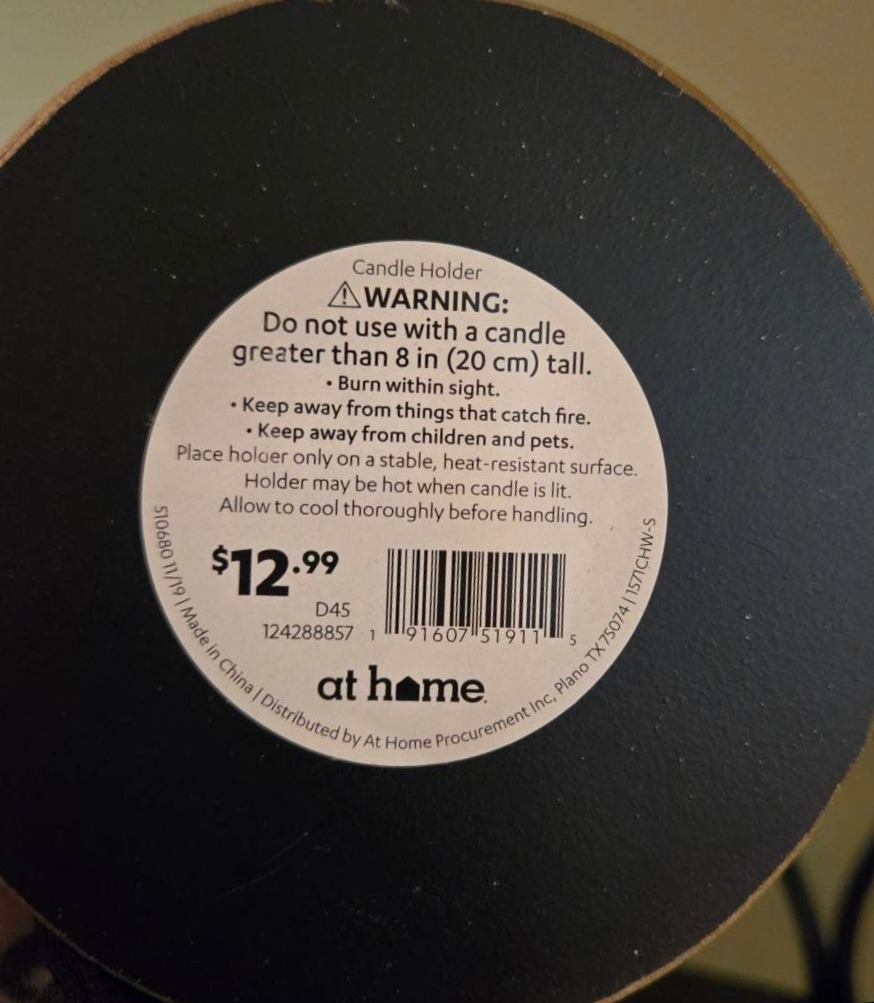 Candle Holder
⚠WARNING:
Do not use with a candle
greater than 8 in (20 cm) tall.
• Burn within sight.
• Keep away from things that catch fire.
• Keep away from children and pets.
Place holder only on a stable, heat-resistant surface.
Holder may be hot when candle is lit.
Allow to cool thoroughly before handling.
$12.99
D45
124288857
1 91607 51911 5
at home.
510680 11/19 | Made in China | Distributed by At Home Procurement Inc, Plano TX 75074 | 1571CHW-S